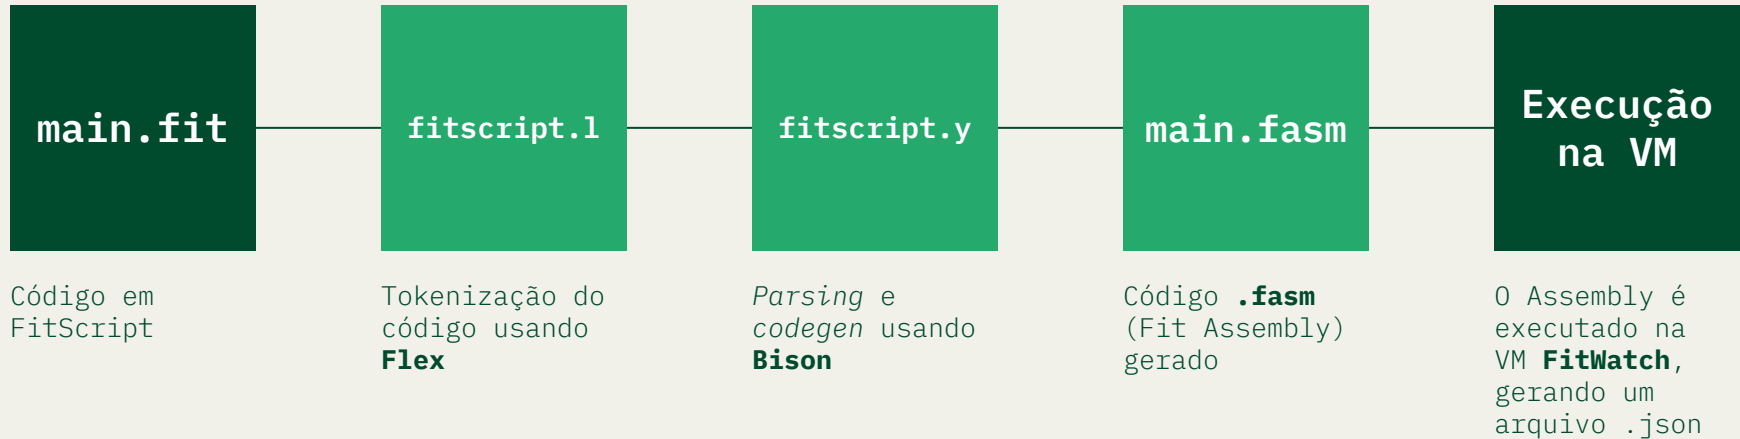 main.fit
fitscript.l
fitscript.y
main.fasm
Execução
na VM
Código em
FitScript
Tokenização do
código usando
Flex
Parsing e
codegen usando
Bison
Código .fasm
(Fit Assembly)
gerado
O Assembly é
executado na
VM FitWatch,
gerando um
arquivo .json